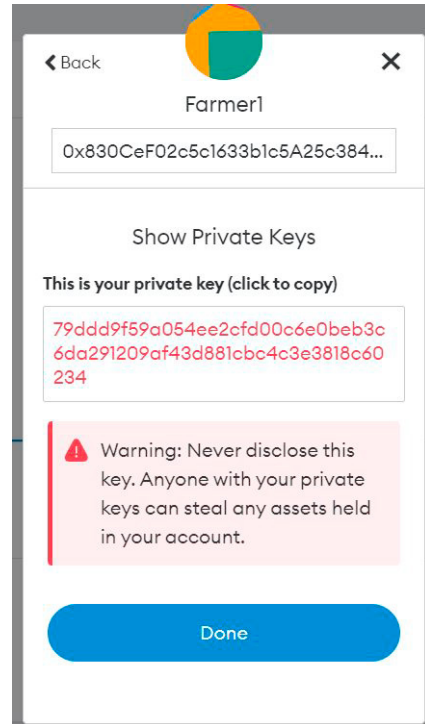 Back
Farmer1
0x830CeF02c5c1633b1c5A25c384...
Show Private Keys
This is your private key (click to copy)
79ddd9f59a054ee2cfd00c6e0beb3c
6da291209af43d881cbc4c3e3818c60
234
Warning: Never disclose this
key. Anyone with your private
keys can steal any assets held
in your account.
Done